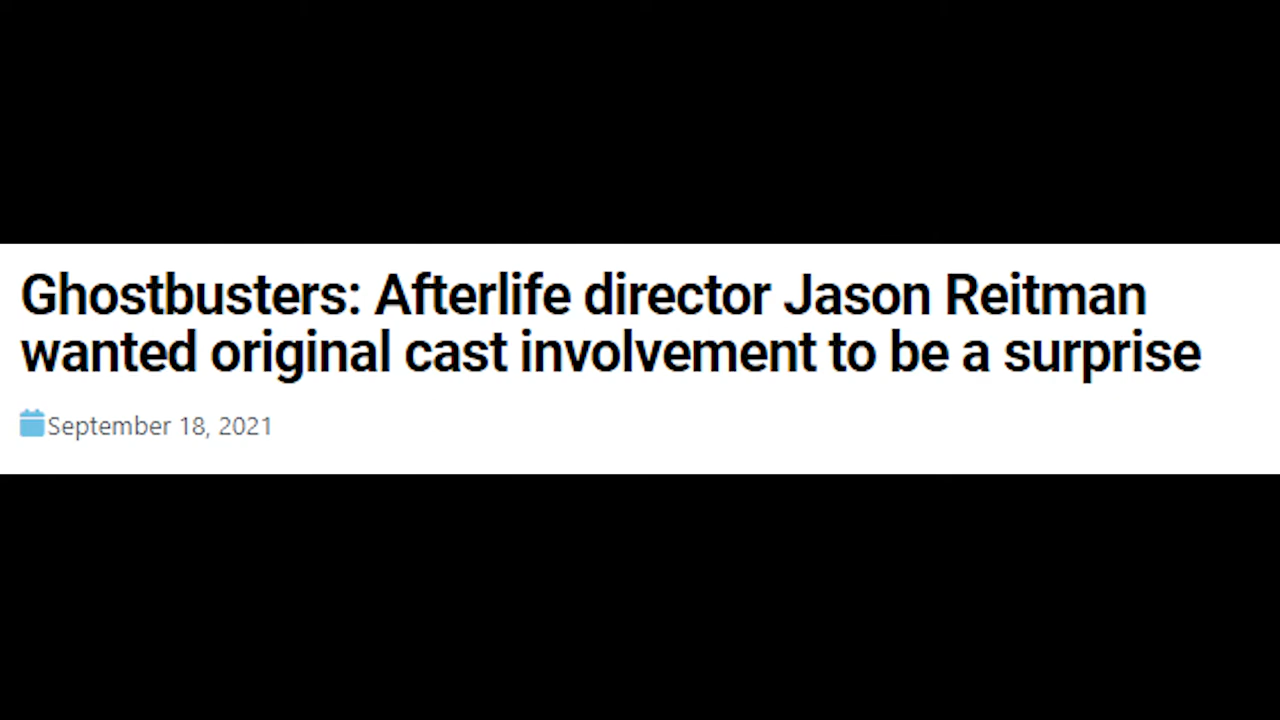 Ghostbusters: Afterlife director Jason Reitman
wanted original cast involvement to be a surprise
September 18, 2021